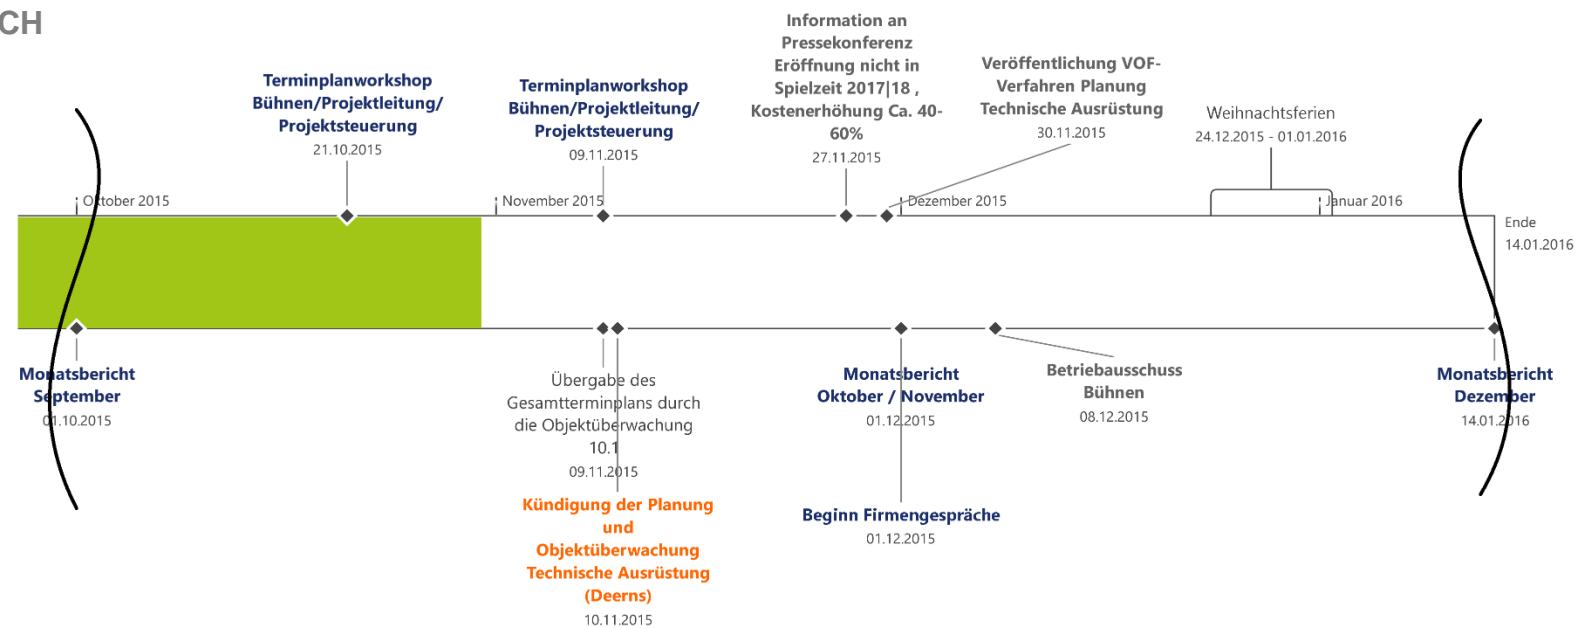 CH
Terminplanworkshop
Bühnen/Projektleitung/
Projektsteuerung
21.10.2015
Terminplanworkshop
Bühnen/Projektleitung/
Projektsteuerung
09.11.2015
Information an
Pressekonferenz
Eröffnung nicht in
Spielzeit 2017|18 ,
Kostenerhöhung Ca. 40-
60%
27.11.2015
Veröffentlichung VOF-
Verfahren Planung
Technische Ausrüstung
30.11.2015
Weihnachtsferien
24.12.2015 - 01.01.2016
Oktober 2015
November 2015
Dezember 2015
Januar 2016
Ende
14.01.2016
Monatsbericht
September
01.10.2015
Übergabe des
Gesamtterminplans durch
die Objektüberwachung
10.1
09.11.2015
Kündigung der Planung
und
Objektüberwachung
Technische Ausrüstung
(Deerns)
10.11.2015
Monatsbericht
Oktober / November
01.12.2015
Beginn Firmengespräche
01.12.2015
Betriebausschuss
Bühnen
08.12.2015
Monatsbericht
Dezember
14.01.2016